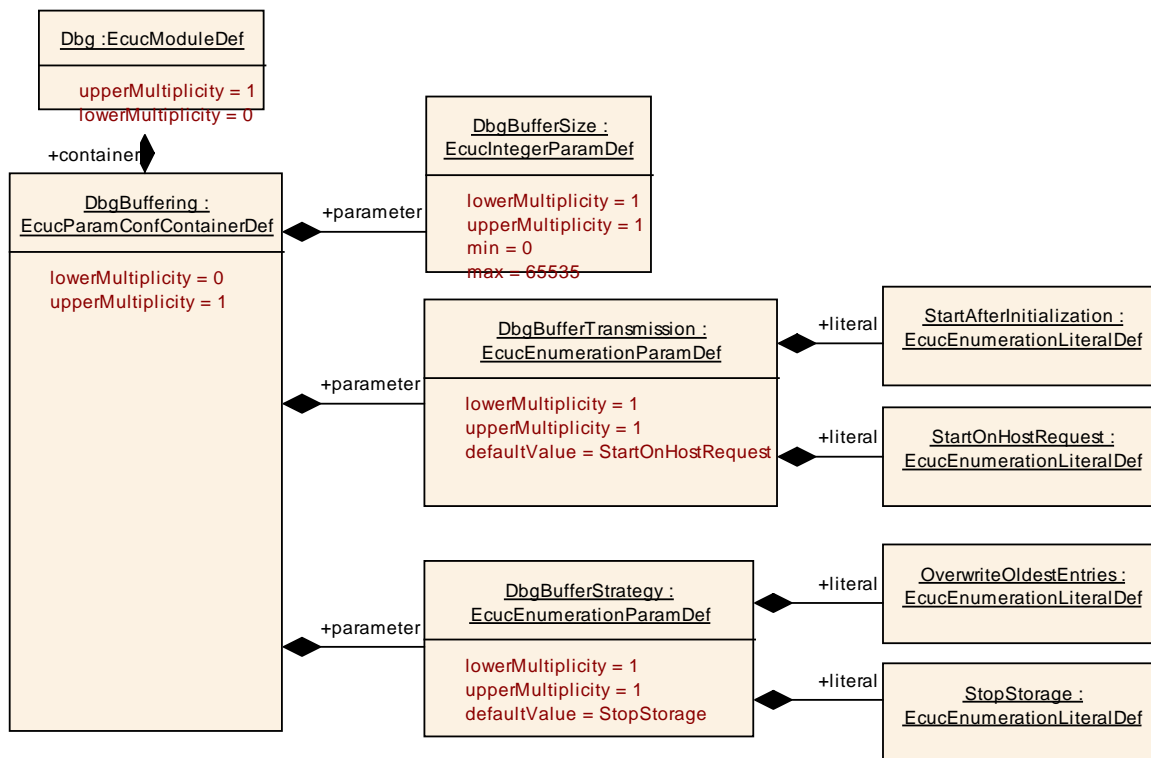 Dbg :EcucModuleDef
upperMultiplicity = 1
lowerMultiplicity = 0
+container
DbgBuffering :
EcucParamConfContainerDef
lowerMultiplicity = 0
upperMultiplicity = 1
+parameter
DbgBufferSize :
EcucIntegerParamDef
lowerMultiplicity = 1
upperMultiplicity = 1
min = 0
max = 65535
+parameter
DbgBufferTransmission :
EcucEnumerationParamDef
lowerMultiplicity = 1
upperMultiplicity = 1
defaultValue = StartOnHostRequest
+literal
StartAfterInitialization :
EcucEnumerationLiteralDef
+literal
StartOnHostRequest :
EcucEnumerationLiteralDef
+parameter
DbgBufferStrategy :
EcucEnumerationParamDef
lowerMultiplicity = 1
upperMultiplicity = 1
defaultValue = StopStorage
+literal
OverwriteOldestEntries :
EcucEnumerationLiteralDef
+literal
StopStorage :
EcucEnumerationLiteralDef